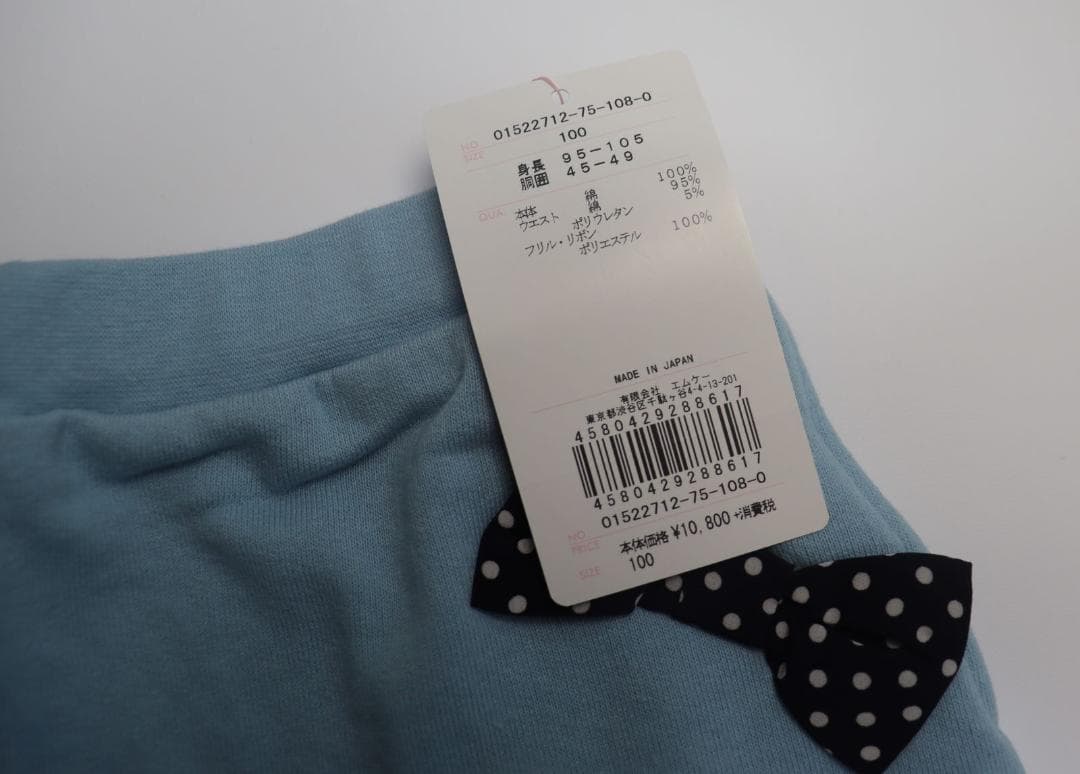 NO. 01522712-75-108-0
SIZE 100
身長 95-105
胴囲 45-49
QUA. 本体 綿 100%
ウエスト 綿 95%
ポリウレタン 5%
フリル・リボン
ポリエステル 100%
MADE IN JAPAN
有限会社 エムケー
東京都渋谷区千駄ヶ谷4-4-13-201
4580429288617
4580429288617
NO. 01522712-75-108-0
PRICE 本体価格 ¥10,800+消費税
SIZE 100